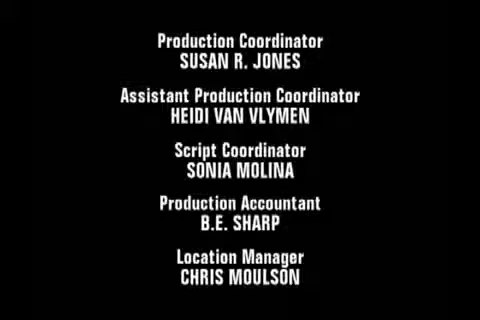 Production Coordinator
SUSAN R. JONES
Assistant Production Coordinator
HEIDI VAN VLYMEN
Script Coordinator
SONIA MOLINA
Production Accountant
B.E. SHARP
Location Manager
CHRIS MOULSON